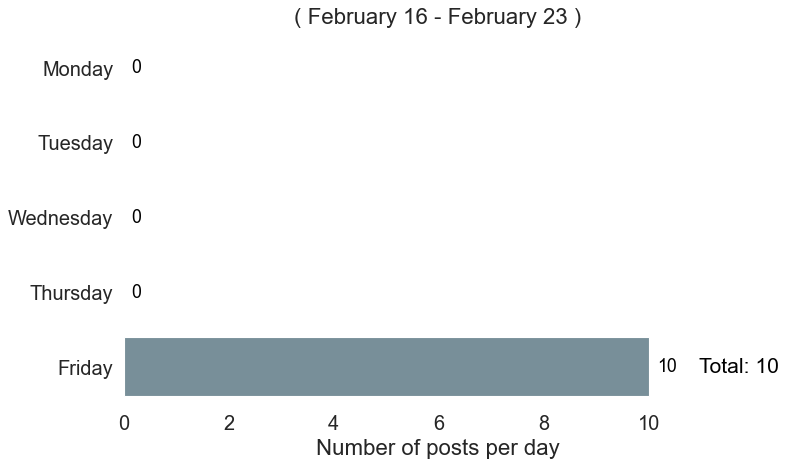 ( February 16 - February 23 )
Monday 0
Tuesday 0
Wednesday 0
Thursday 0
Friday 10 Total: 10
0 2 4 6 8 10
Number of posts per day